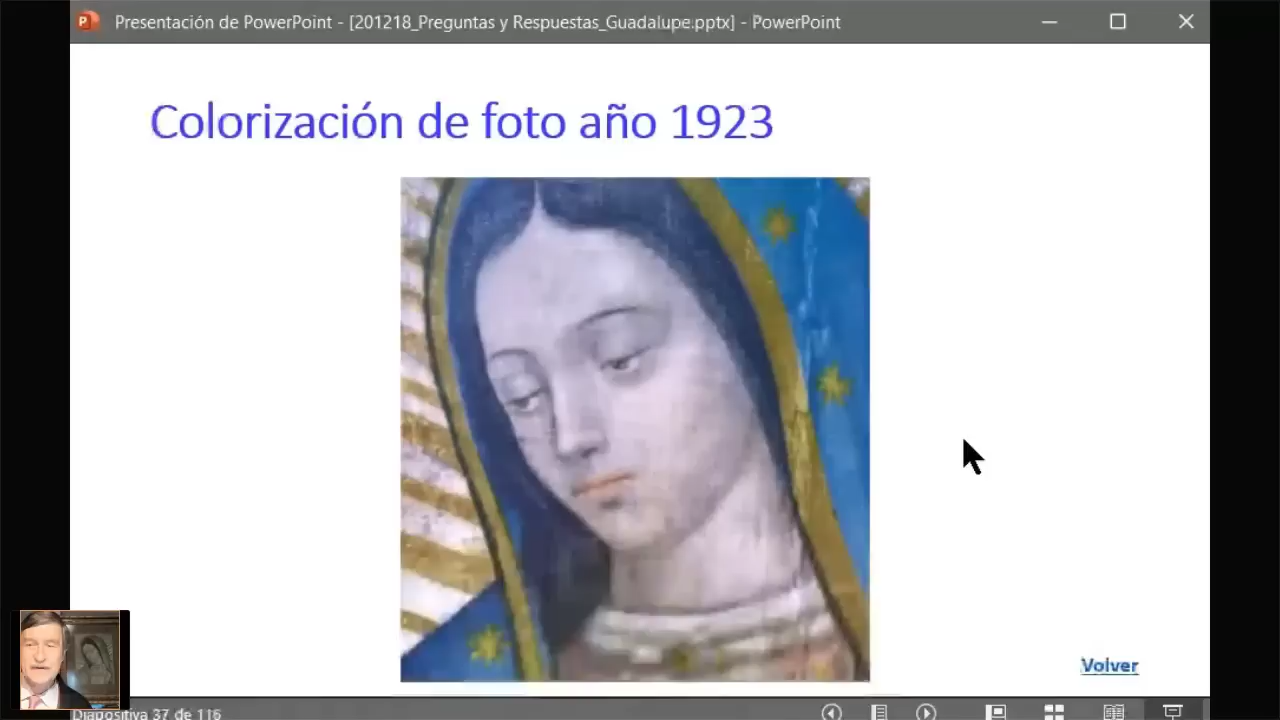 Presentación de PowerPoint - [201218_Preguntas y Respuestas_Guadalupe.pptx] - PowerPoint
Colorización de foto año 1923
Volver
Diapositiva 37 de 116